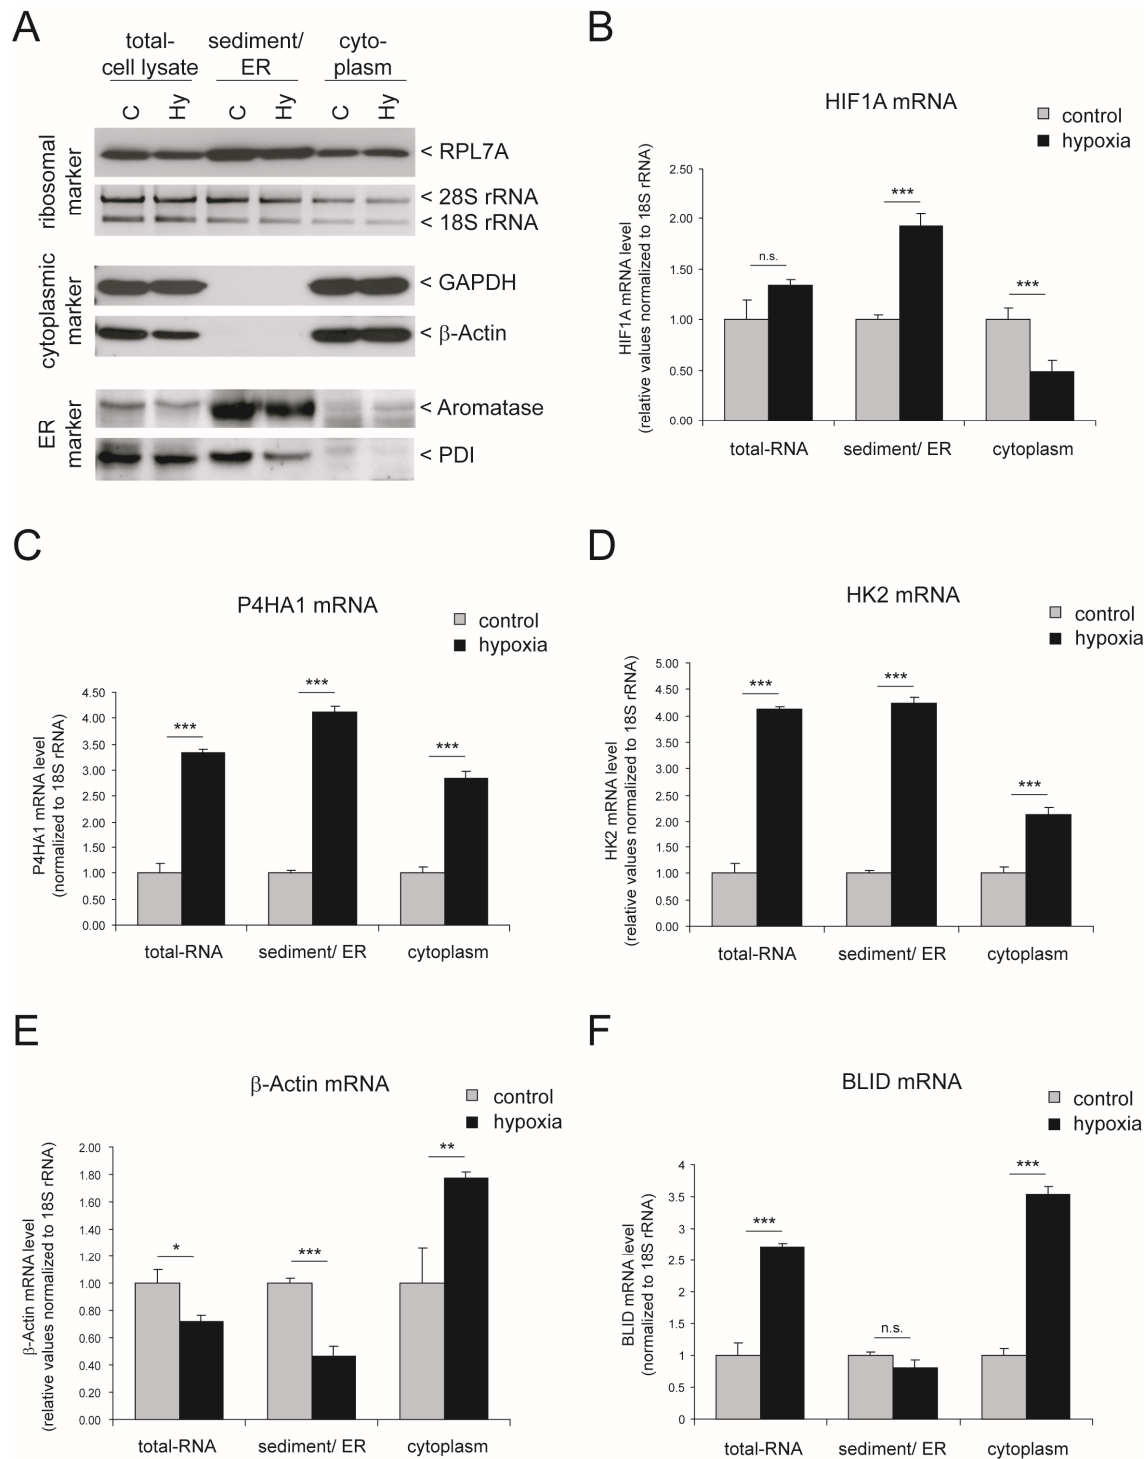 A
total-
cell lysate
sediment/
ER
cyto-
plasm
C
Hy
C
Hy
C
Hy
ribosomal
marker
< RPL7A
< 28S rRNA
< 18S rRNA
cytoplasmic
marker
< GAPDH
< β-Actin
ER
marker
< Aromatase
< PDI
B
HIF1A mRNA
control
hypoxia
HIF1A mRNA level
(relative values normalized to 18S rRNA)
2.50
2.00
1.50
1.00
0.50
0.00
n.s.
***
***
total-RNA
sediment/ ER
cytoplasm
C
P4HA1 mRNA
control
hypoxia
P4HA1 mRNA level
(normalized to 18S rRNA)
4.50
4.00
3.50
3.00
2.50
2.00
1.50
1.00
0.50
0.00
***
***
***
total-RNA
sediment/ ER
cytoplasm
D
HK2 mRNA
control
hypoxia
HK2 mRNA level
(relative values normalized to 18S rRNA)
5.00
4.50
4.00
3.50
3.00
2.50
2.00
1.50
1.00
0.50
0.00
***
***
***
total-RNA
sediment/ ER
cytoplasm
E
β-Actin mRNA
control
hypoxia
β-Actin mRNA level
(relative values normalized to 18S rRNA)
2.00
1.80
1.60
1.40
1.20
1.00
0.80
0.60
0.40
0.20
0.00
*
***
**
total-RNA
sediment/ ER
cytoplasm
F
BLID mRNA
control
hypoxia
BLID mRNA level
(normalized to 18S rRNA)
4
3.5
3
2.5
2
1.5
1
0.5
0
***
n.s.
***
total-RNA
sediment/ ER
cytoplasm